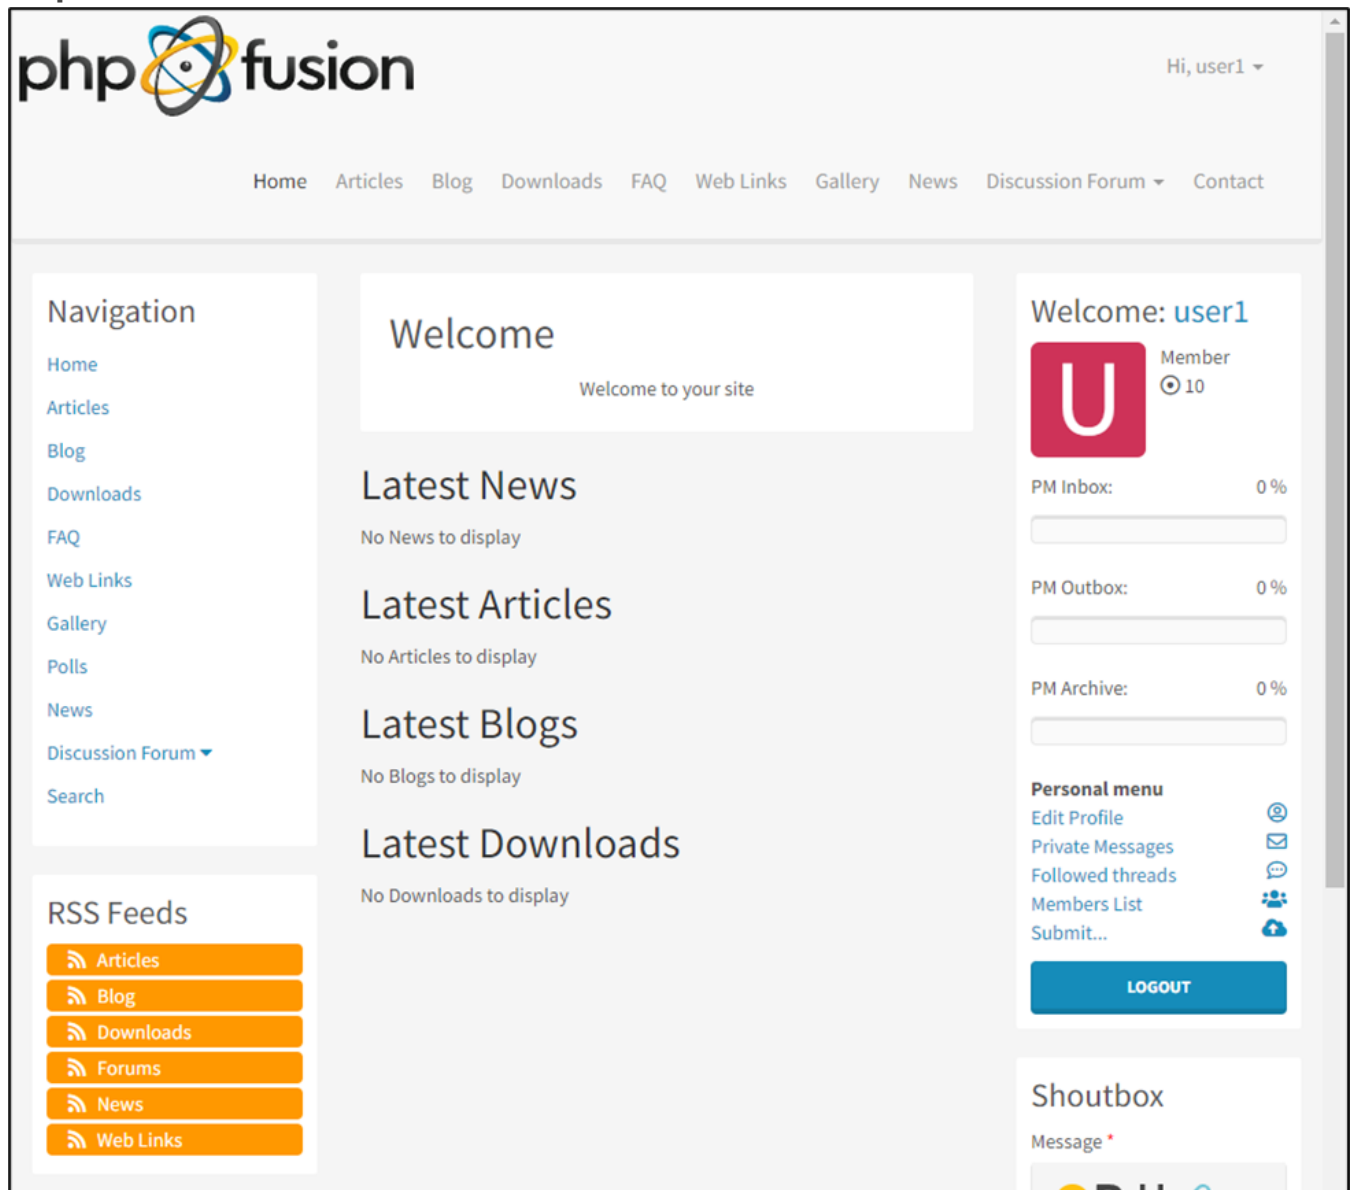 php fusion
Hi, user1
Home Articles Blog Downloads FAQ Web Links Gallery News Discussion Forum Contact
Navigation
Home
Articles
Blog
Downloads
FAQ
Web Links
Gallery
Polls
News
Discussion Forum
Search
RSS Feeds
Articles
Blog
Downloads
Forums
News
Web Links
Welcome
Welcome to your site
Latest News
No News to display
Latest Articles
No Articles to display
Latest Blogs
No Blogs to display
Latest Downloads
No Downloads to display
Welcome: user1
U
Member
10
PM Inbox: 0 %
PM Outbox: 0 %
PM Archive: 0 %
Personal menu
Edit Profile
Private Messages
Followed threads
Members List
Submit...
LOGOUT
Shoutbox
Message *